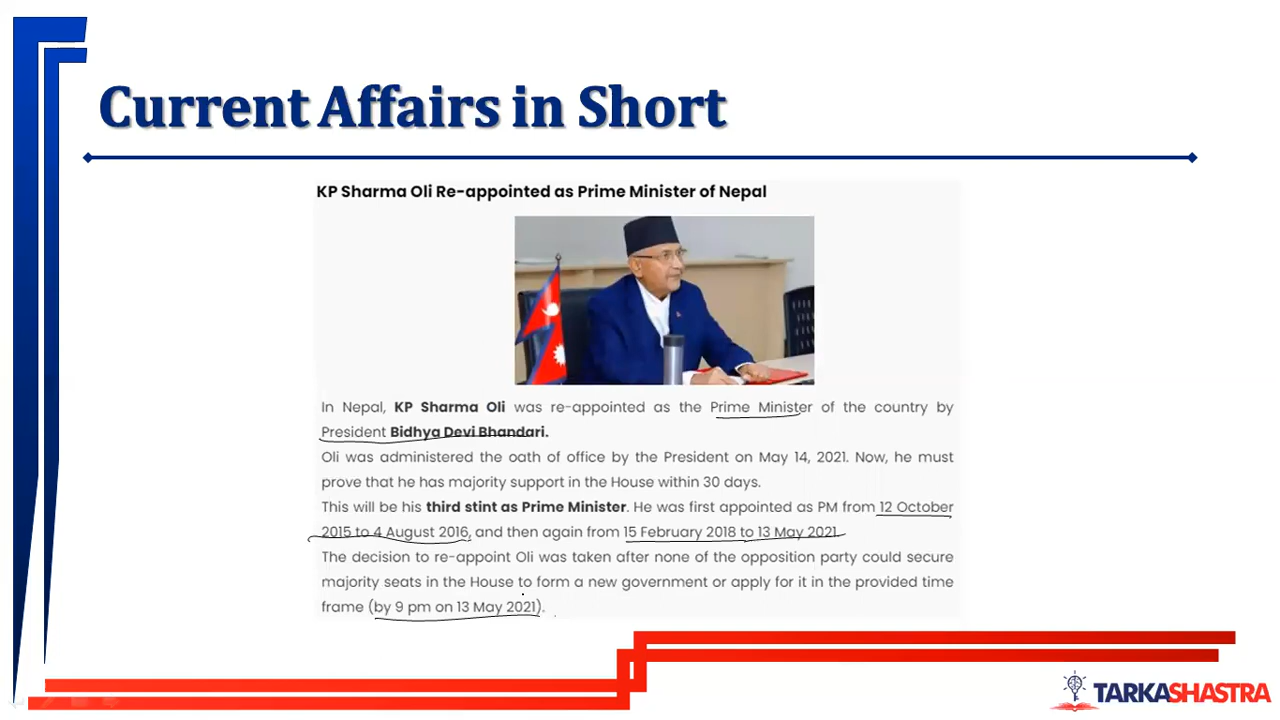 Current Affairs in Short
KP Sharma Oli Re-appointed as Prime Minister of Nepal
In Nepal, KP Sharma Oli was re-appointed as the Prime Minister of the country by
President Bidhya Devi Bhandari.
Oli was administered the oath of office by the President on May 14, 2021. Now, he must
prove that he has majority support in the House within 30 days.
This will be his third stint as Prime Minister. He was first appointed as PM from 12 October
2015 to 4 August 2016, and then again from 15 February 2018 to 13 May 2021.
The decision to re-appoint Oli was taken after none of the opposition party could secure
majority seats in the House to form a new government or apply for it in the provided time
frame (by 9 pm on 13 May 2021).
TARKASHASTRA